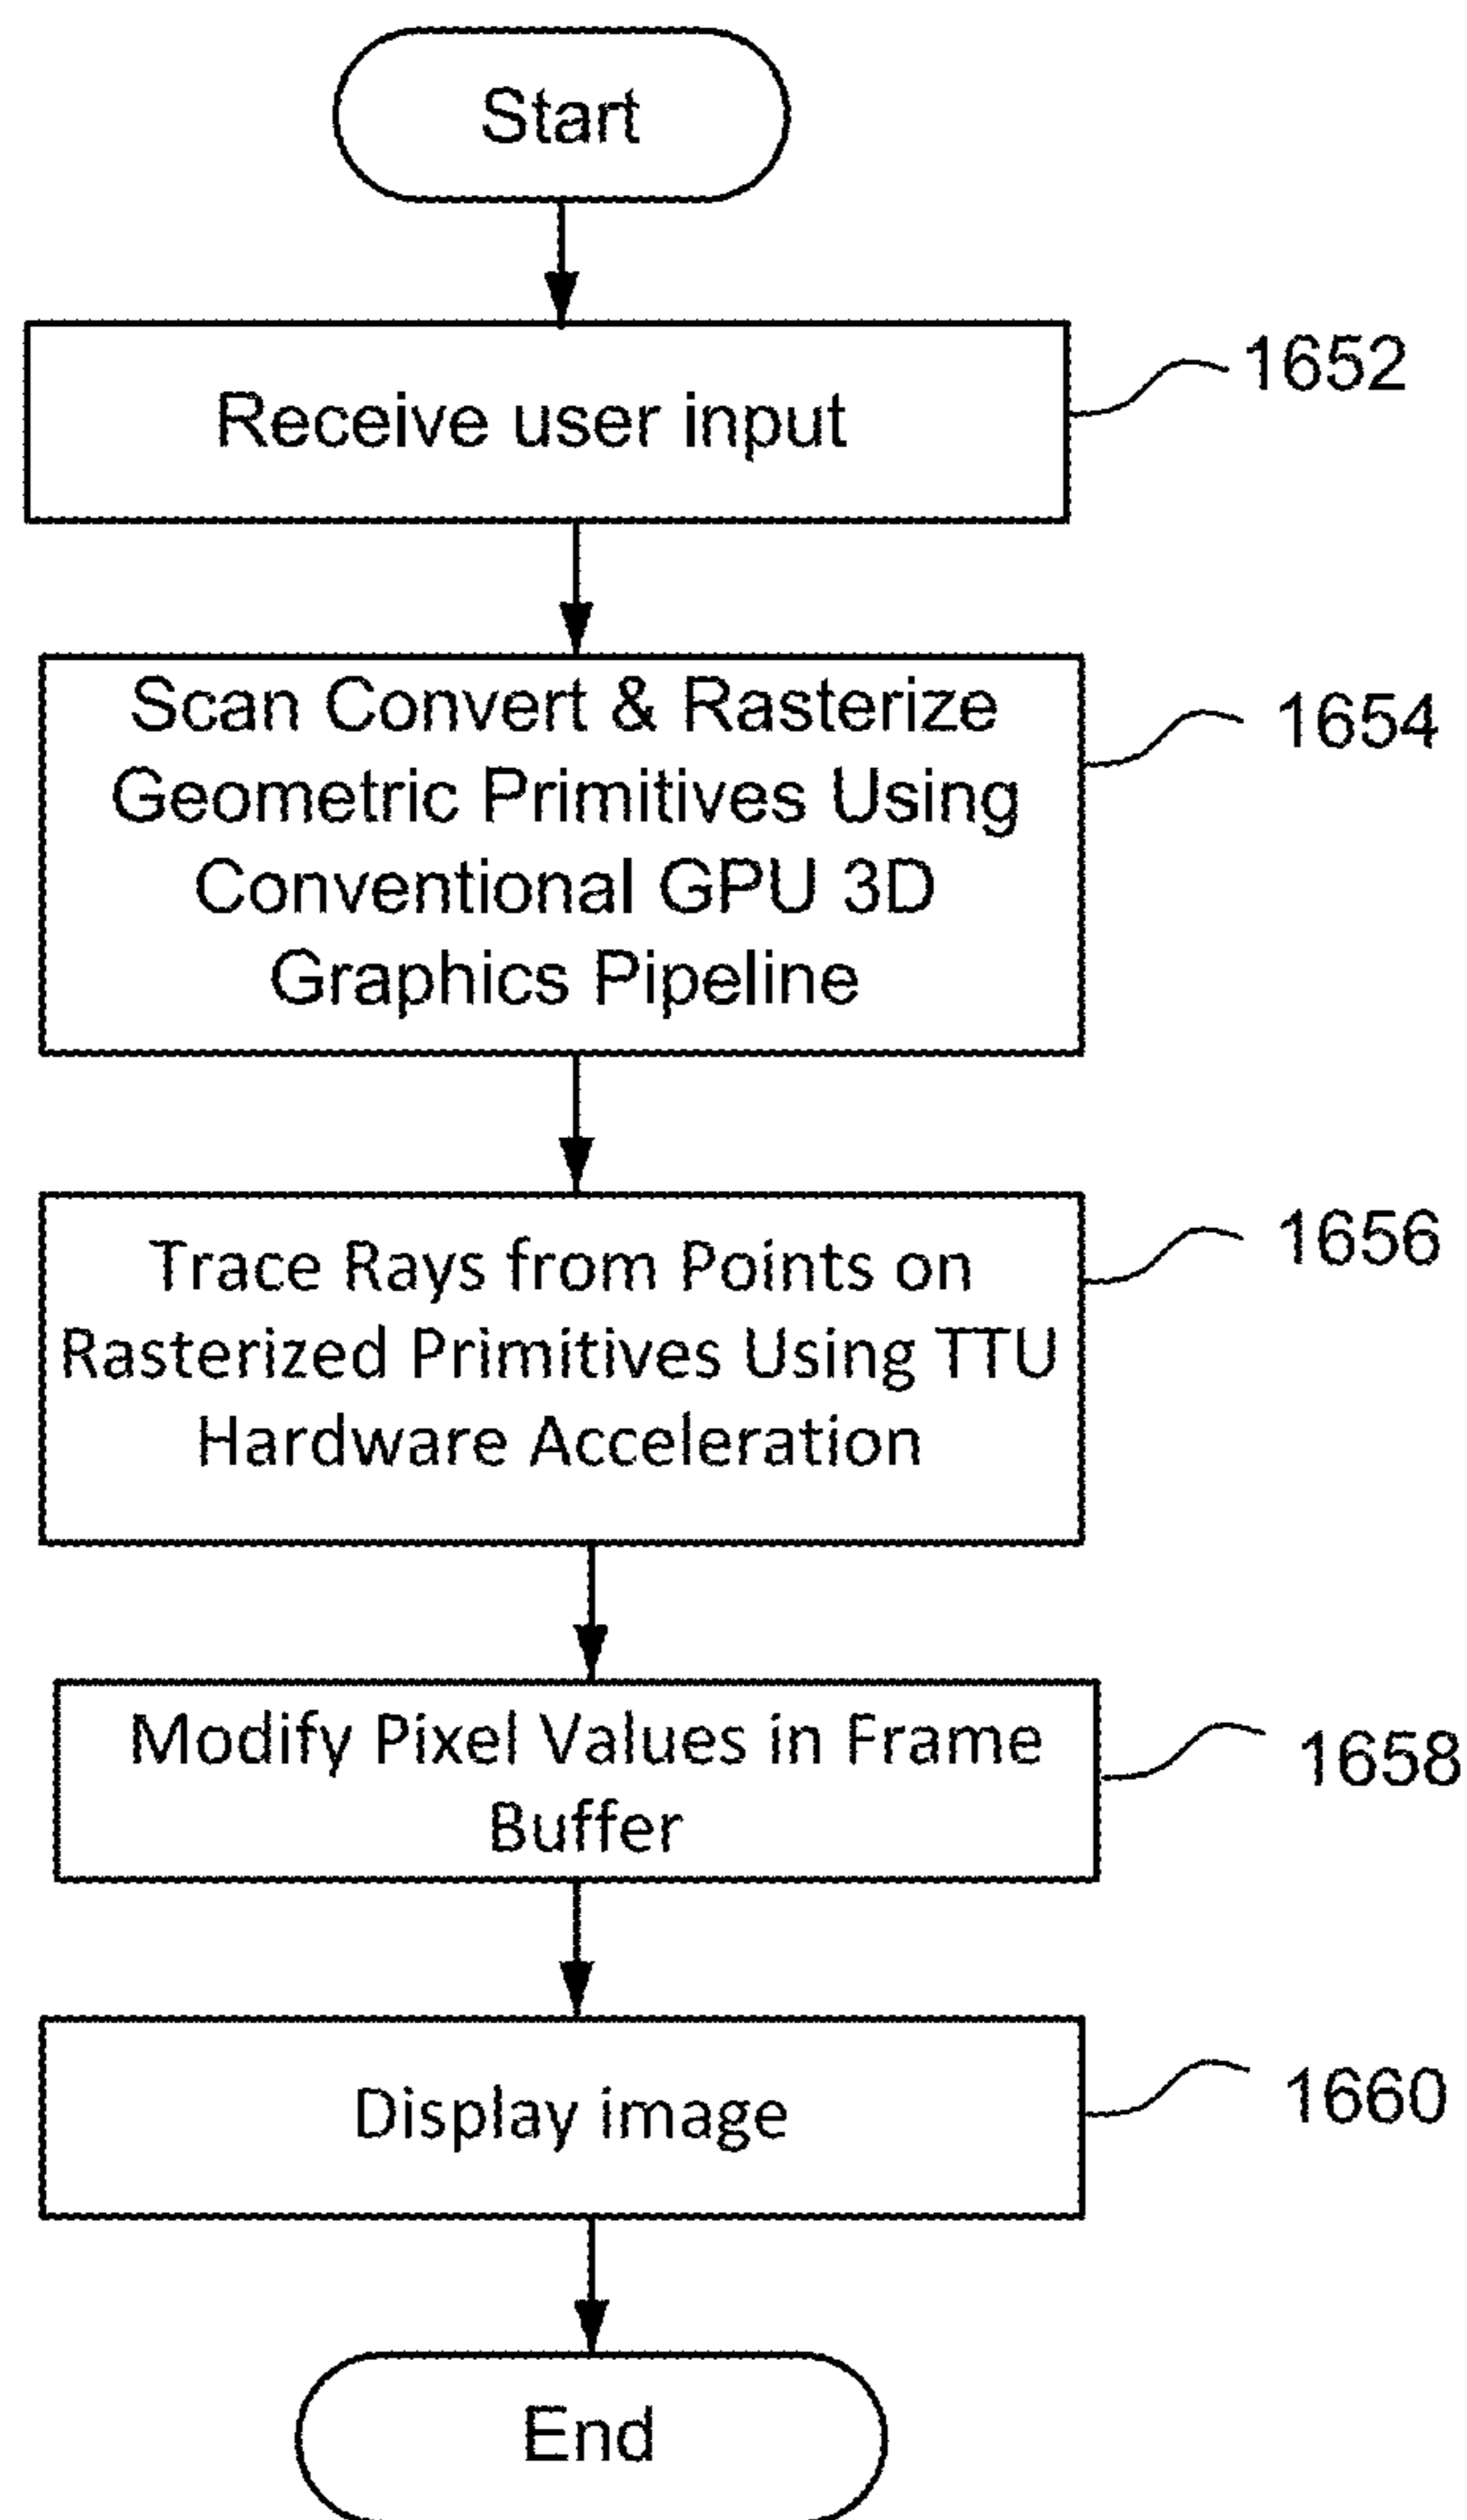 Start
Receive user input
1652
Scan Convert & Rasterize
Geometric Primitives Using
Conventional GPU 3D
Graphics Pipeline
1654
Trace Rays from Points on
Rasterized Primitives Using TTU
Hardware Acceleration
1656
Modify Pixel Values in Frame
Buffer
1658
Display image
1660
End